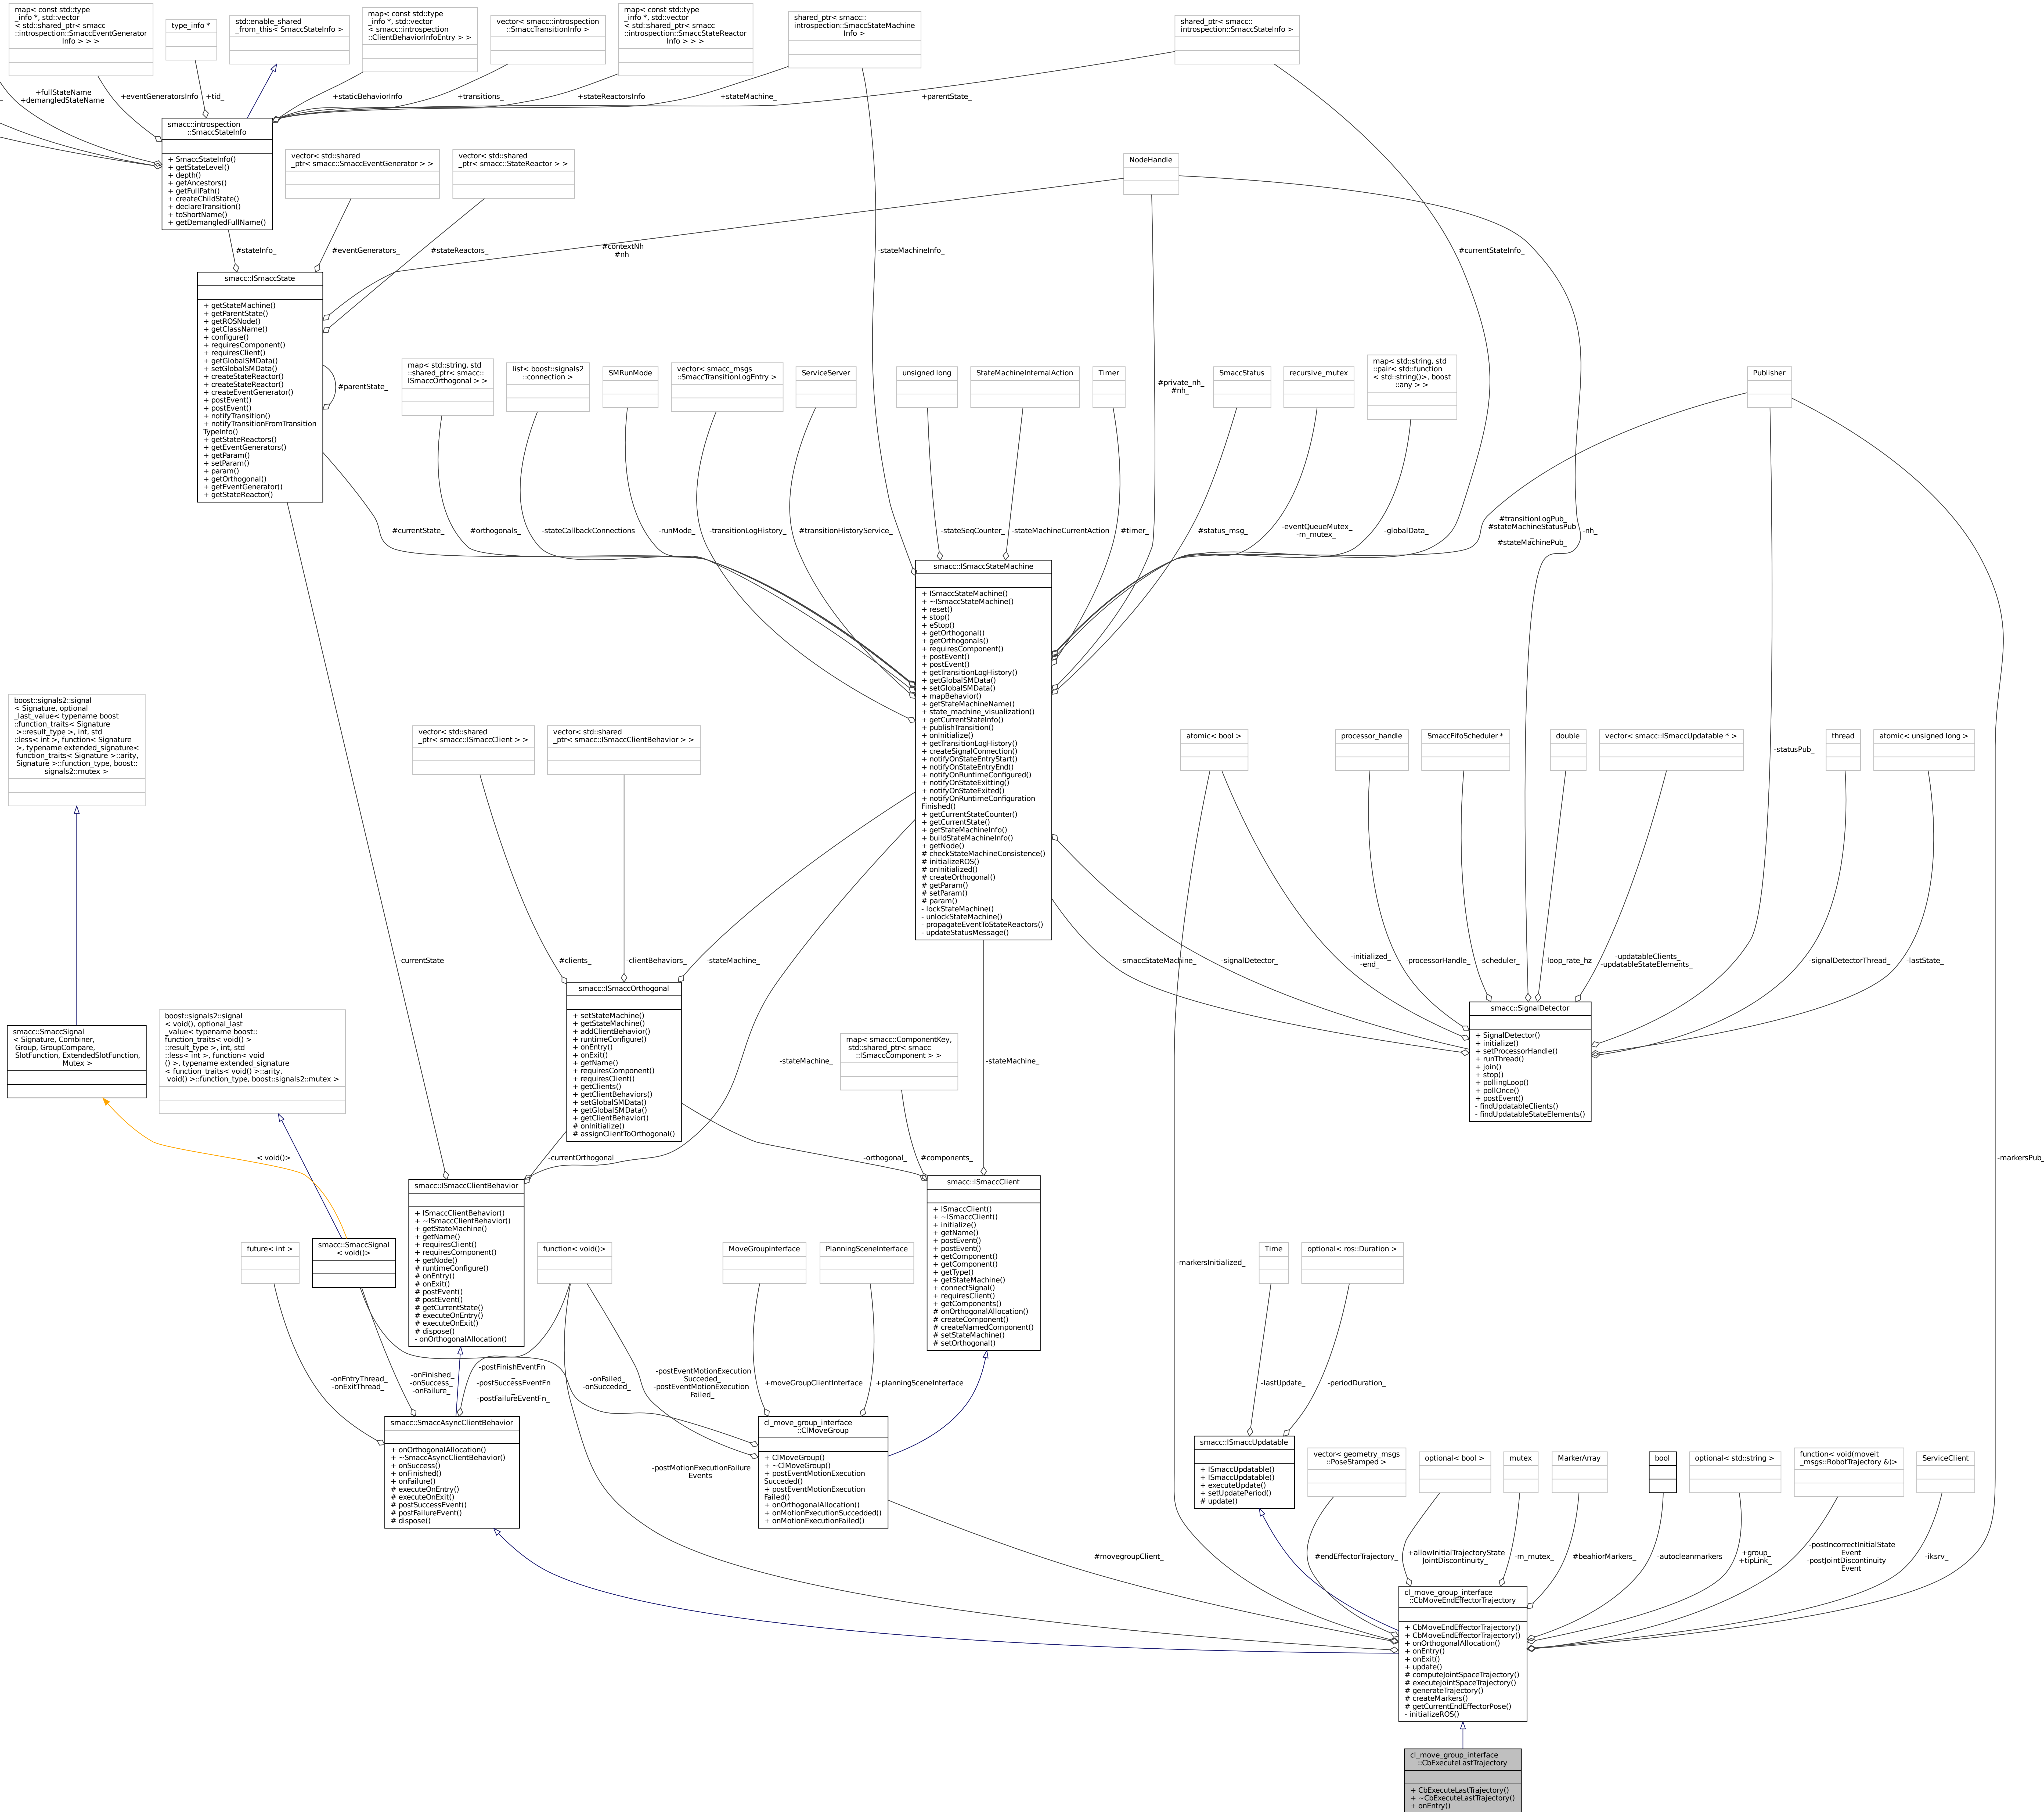 map< const std::type
_info *, std::vector
< std::shared_ptr< smacc
::introspection::SmaccEventGenerator
Info > > >
type_info *
std::enable_shared
_from_this< SmaccStateInfo >
map< const std::type
_info *, std::vector
< smacc::introspection
::ClientBehaviorInfoEntry > >
vector< smacc::introspection
::SmaccTransitionInfo >
map< const std::type
_info *, std::vector
< std::shared_ptr< smacc
::introspection::SmaccStateReactor
Info > > >
shared_ptr< smacc::
introspection::SmaccStateMachine
Info >
shared_ptr< smacc::
introspection::SmaccStateInfo >
+fullStateName
+demangledStateName
+eventGeneratorsInfo
+tid_
+staticBehaviorInfo
+transitions_
+stateReactorsInfo
+stateMachine_
+parentState_
smacc::introspection
::SmaccStateInfo
+ SmaccStateInfo()
+ getStateLevel()
+ depth()
+ getAncestors()
+ getFullPath()
+ createChildState()
+ declareTransition()
+ toShortName()
+ getDemangledFullName()
vector< std::shared
_ptr< smacc::SmaccEventGenerator > >
vector< std::shared
_ptr< smacc::StateReactor > >
NodeHandle
#stateInfo_
#eventGenerators_
#stateReactors_
#contextNh
#nh
-stateMachineInfo_
#currentStateInfo_
smacc::ISmaccState
+ getStateMachine()
+ getParentState()
+ getROSNode()
+ getClassName()
+ configure()
+ requiresComponent()
+ requiresClient()
+ getGlobalSMData()
+ setGlobalSMData()
+ createStateReactor()
+ createStateReactor()
+ createEventGenerator()
+ postEvent()
+ postEvent()
+ notifyTransition()
+ notifyTransitionFromTransition
TypeInfo()
+ getStateReactors()
+ getEventGenerators()
+ getParam()
+ setParam()
+ param()
+ getOrthogonal()
+ getEventGenerator()
+ getStateReactor()
#parentState_
map< std::string, std
::shared_ptr< smacc::
ISmaccOrthogonal > >
list< boost::signals2
::connection >
SMRunMode
vector< smacc_msgs
::SmaccTransitionLogEntry >
ServiceServer
unsigned long
StateMachineInternalAction
Timer
#private_nh_
#nh_
SmaccStatus
recursive_mutex
map< std::string, std
::pair< std::function
< std::string()>, boost
::any > >
Publisher
#currentState_
#orthogonals_
-stateCallbackConnections
-runMode_
-transitionLogHistory_
#transitionHistoryService_
-stateSeqCounter_
-stateMachineCurrentAction
#timer_
#status_msg_
-eventQueueMutex_
-m_mutex_
-globalData_
#transitionLogPub_
#stateMachineStatusPub
_
#stateMachinePub_
-nh_
smacc::ISmaccStateMachine
+ ISmaccStateMachine()
+ ~ISmaccStateMachine()
+ reset()
+ stop()
+ eStop()
+ getOrthogonal()
+ getOrthogonals()
+ requiresComponent()
+ postEvent()
+ postEvent()
+ getTransitionLogHistory()
+ getGlobalSMData()
+ setGlobalSMData()
+ mapBehavior()
+ getStateMachineName()
+ state_machine_visualization()
+ getCurrentStateInfo()
+ publishTransition()
+ onInitialize()
+ getTransitionLogHistory()
+ createSignalConnection()
+ notifyOnStateEntryStart()
+ notifyOnStateEntryEnd()
+ notifyOnRuntimeConfigured()
+ notifyOnStateExitting()
+ notifyOnStateExited()
+ notifyOnRuntimeConfiguration
Finished()
+ getCurrentStateCounter()
+ getCurrentState()
+ getStateMachineInfo()
+ buildStateMachineInfo()
+ getNode()
# checkStateMachineConsistence()
# initializeROS()
# onInitialized()
# createOrthogonal()
# getParam()
# setParam()
# param()
- lockStateMachine()
- unlockStateMachine()
- propagateEventToStateReactors()
- updateStatusMessage()
boost::signals2::signal
< Signature, optional
_last_value< typename boost
::function_traits< Signature
>::result_type >, int, std
::less< int >, function< Signature
>, typename extended_signature<
function_traits< Signature >::arity,
Signature >::function_type, boost::
signals2::mutex >
vector< std::shared
_ptr< smacc::ISmaccClient > >
vector< std::shared
_ptr< smacc::ISmaccClientBehavior > >
atomic< bool >
processor_handle
SmaccFifoScheduler *
double
vector< smacc::ISmaccUpdatable * >
-statusPub_
thread
atomic< unsigned long >
-currentState
#clients_
-clientBehaviors_
-stateMachine_
-smaccStateMachine_
-signalDetector_
-initialized_
-end_
-processorHandle_
-scheduler_
-loop_rate_hz
-updatableClients_
-updatableStateElements_
-signalDetectorThread_
-lastState_
smacc::ISmaccOrthogonal
+ setStateMachine()
+ getStateMachine()
+ addClientBehavior()
+ runtimeConfigure()
+ onEntry()
+ onExit()
+ getName()
+ requiresComponent()
+ requiresClient()
+ getClients()
+ getClientBehaviors()
+ setGlobalSMData()
+ getGlobalSMData()
+ getClientBehavior()
# onInitialize()
# assignClientToOrthogonal()
smacc::SignalDetector
+ SignalDetector()
+ initialize()
+ setProcessorHandle()
+ runThread()
+ join()
+ stop()
+ pollingLoop()
+ pollOnce()
+ postEvent()
- findUpdatableClients()
- findUpdatableStateElements()
smacc::SmaccSignal
< Signature, Combiner,
Group, GroupCompare,
SlotFunction, ExtendedSlotFunction,
Mutex >
boost::signals2::signal
< void(), optional_last
_value< typename boost::
function_traits< void() >
::result_type >, int, std
::less< int >, function< void
() >, typename extended_signature
< function_traits< void() >::arity,
void() >::function_type, boost::signals2::mutex >
-stateMachine_
map< smacc::ComponentKey,
std::shared_ptr< smacc
::ISmaccComponent > >
-stateMachine_
< void()>
-currentOrthogonal
-orthogonal_
#components_
-markersPub_
smacc::ISmaccClientBehavior
+ ISmaccClientBehavior()
+ ~ISmaccClientBehavior()
+ getStateMachine()
+ getName()
+ requiresClient()
+ requiresComponent()
+ getNode()
# runtimeConfigure()
# onEntry()
# onExit()
# postEvent()
# postEvent()
# getCurrentState()
# executeOnEntry()
# executeOnExit()
# dispose()
- onOrthogonalAllocation()
smacc::ISmaccClient
+ ISmaccClient()
+ ~ISmaccClient()
+ initialize()
+ getName()
+ postEvent()
+ postEvent()
+ getComponent()
+ getComponent()
+ getType()
+ getStateMachine()
+ connectSignal()
+ requiresClient()
+ getComponents()
# onOrthogonalAllocation()
# createComponent()
# createNamedComponent()
# setStateMachine()
# setOrthogonal()
future< int >
smacc::SmaccSignal
< void()>
function< void()>
MoveGroupInterface
PlanningSceneInterface
-markersInitialized_
Time
optional< ros::Duration >
-onEntryThread_
-onExitThread_
-onFinished_
-onSuccess_
-onFailure_
-postFinishEventFn
_
-postSuccessEventFn
_
-postFailureEventFn_
-onFailed_
-onSucceded_
-postEventMotionExecution
Succeded_
-postEventMotionExecution
Failed_
+moveGroupClientInterface
+planningSceneInterface
-lastUpdate_
-periodDuration_
smacc::SmaccAsyncClientBehavior
+ onOrthogonalAllocation()
+ ~SmaccAsyncClientBehavior()
+ onSuccess()
+ onFinished()
+ onFailure()
# executeOnEntry()
# executeOnExit()
# postSuccessEvent()
# postFailureEvent()
# dispose()
-postMotionExecutionFailure
Events
cl_move_group_interface
::ClMoveGroup
+ ClMoveGroup()
+ ~ClMoveGroup()
+ postEventMotionExecution
Succeded()
+ postEventMotionExecution
Failed()
+ onOrthogonalAllocation()
+ onMotionExecutionSuccedded()
+ onMotionExecutionFailed()
smacc::ISmaccUpdatable
+ ISmaccUpdatable()
+ ISmaccUpdatable()
+ executeUpdate()
+ setUpdatePeriod()
# update()
vector< geometry_msgs
::PoseStamped >
optional< bool >
mutex
MarkerArray
bool
optional< std::string >
function< void(moveit
_msgs::RobotTrajectory &)>
ServiceClient
#movegroupClient_
#endEffectorTrajectory_
+allowInitialTrajectoryState
JointDiscontinuity_
-m_mutex_
#beahiorMarkers_
-autocleanmarkers
+group_
+tipLink_
-postIncorrectInitialState
Event
-postJointDiscontinuity
Event
-iksrv_
cl_move_group_interface
::CbMoveEndEffectorTrajectory
+ CbMoveEndEffectorTrajectory()
+ CbMoveEndEffectorTrajectory()
+ onOrthogonalAllocation()
+ onEntry()
+ onExit()
+ update()
# computeJointSpaceTrajectory()
# executeJointSpaceTrajectory()
# generateTrajectory()
# createMarkers()
# getCurrentEndEffectorPose()
- initializeROS()
cl_move_group_interface
::CbExecuteLastTrajectory
+ CbExecuteLastTrajectory()
+ ~CbExecuteLastTrajectory()
+ onEntry()